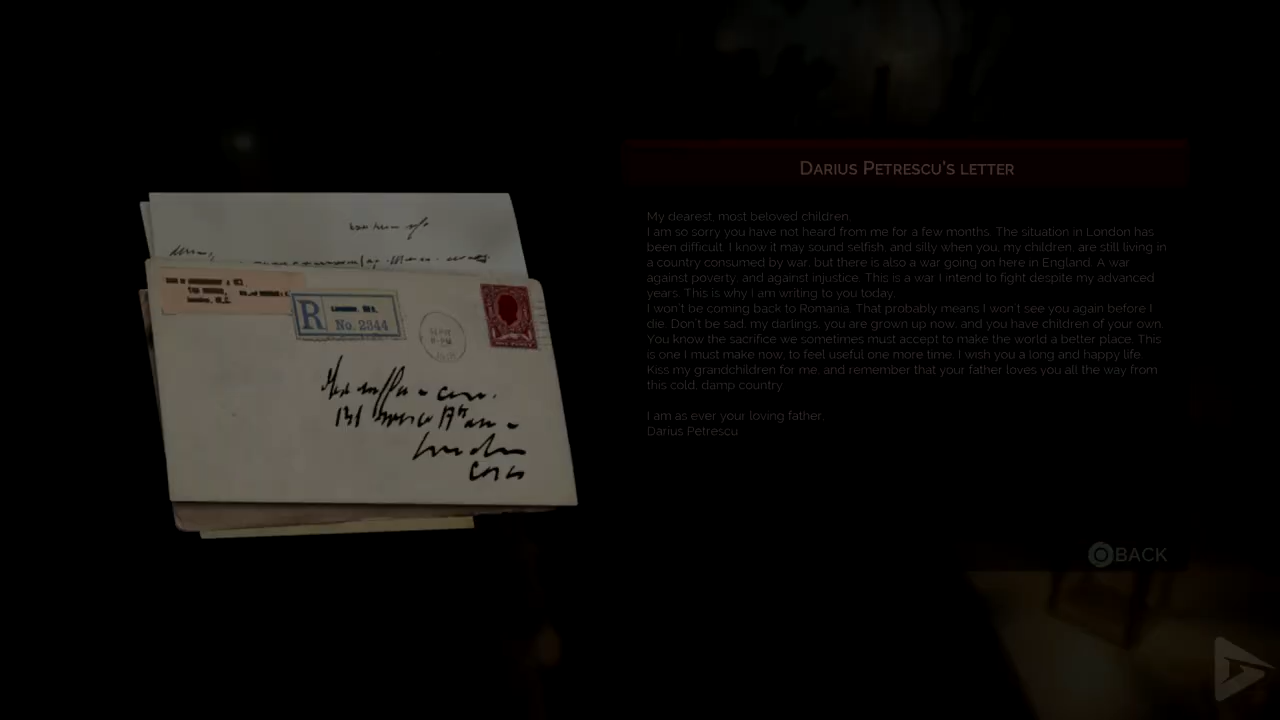 DARIUS PETRESCU'S LETTER
My dearest, most beloved children,
I am so sorry you have not heard from me for a few months. The situation in London has
been difficult. I know it may sound selfish, and silly when you, my children, are still living in
a country consumed by war, but there is also a war going on here in England. A war
against poverty, and against injustice. This is a war I intend to fight despite my advanced
years. This is why I am writing to you today.
I won't be coming back to Romania. That probably means I won't see you again before I
die. Don't be sad, my darlings, you are grown up now, and you have children of your own.
You know the sacrifice we sometimes must accept to make the world a better place. This
is one I must make now, to feel useful one more time. I wish you a long and happy life.
Kiss my grandchildren for me, and remember that your father loves you all the way from
this cold, damp country.
I am as ever your loving father,
Darius Petrescu
R
No. 2344
BACK